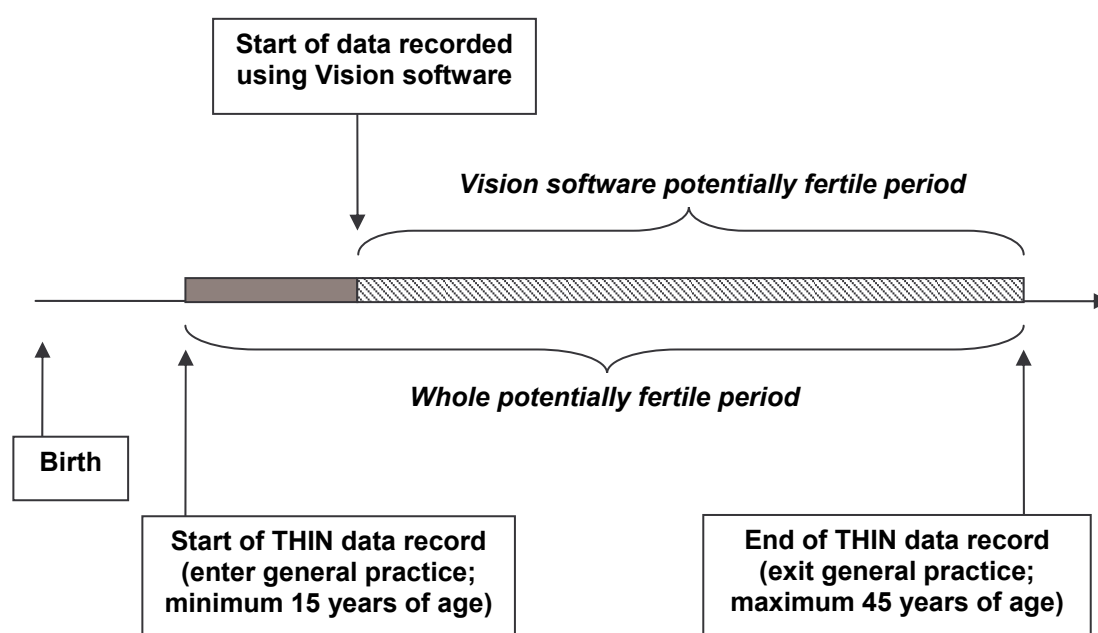 Start of data recorded
using Vision software
Vision software potentially fertile period
Whole potentially fertile period
Birth
Start of THIN data record
(enter general practice;
minimum 15 years of age)
End of THIN data record
(exit general practice;
maximum 45 years of age)